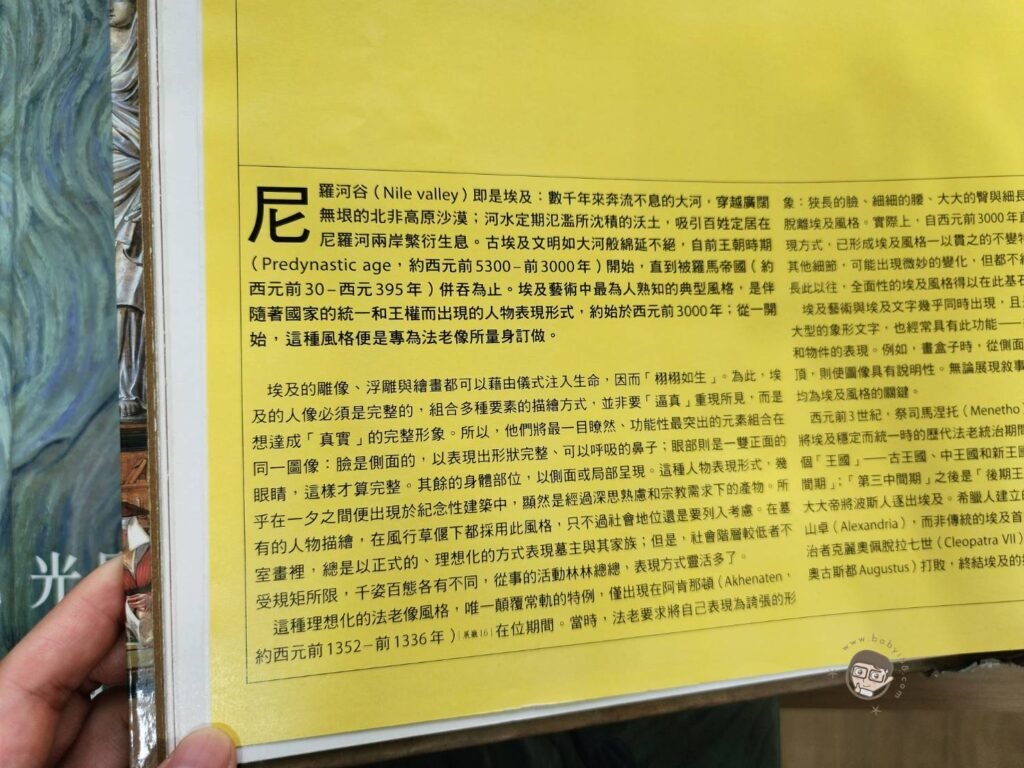 尼羅河谷（Nile valley）即是埃及：數千年來奔流不息的大河，穿越廣闊
無垠的北非高原沙漠；河水定期氾濫所沈積的沃土，吸引百姓定居在
尼羅河兩岸繁衍生息。古埃及文明如大河般綿延不絕，自前王朝時期
（Predynastic age，約西元前5300–前3000年）開始，直到被羅馬帝國（約
西元前30–西元395年）併吞為止。埃及藝術中最為人熟知的典型風格，是伴
隨著國家的統一和王權而出現的人物表現形式，約始於西元前3000年；從一開
始，這種風格便是專為法老像所量身訂做。
埃及的雕像、浮雕與繪畫都可以藉由儀式注入生命，因而「栩栩如生」。為此，埃
及的人像必須是完整的，組合多種要素的描繪方式，並非要「逼真」重現所見，而是
想達成「真實」的完整形象。所以，他們將最一目瞭然、功能性最突出的元素組合在
同一圖像：臉是側面的，以表現出形狀完整、可以呼吸的鼻子；眼部則是一雙正面的
眼睛，這樣才算完整。其餘的身體部位，以側面或局部呈現。這種人物表現形式，幾
乎在一夕之間便出現於紀念性建築中，顯然是經過深思熟慮和宗教需求下的產物。所
有的人物描繪，在風行草偃下都採用此風格，只不過社會地位還是要列入考慮。在墓
室畫裡，總是以正式的、理想化的方式表現墓主與其家族；但是，社會階層較低者不
受規矩所限，千姿百態各有不同，從事的活動林林總總，表現方式靈活多了。
這種理想化的法老像風格，唯一顛覆常軌的特例，僅出現在阿肯那頓（Akhenaten，
約西元前1352–前1336年）［展廳16］在位期間。當時，法老要求將自己表現為誇張的形
象：狹長的臉、細細的腰、大大的臀與細長
脫離埃及風格。實際上，自西元前3000年
現方式，已形成埃及風格一以貫之的不變
其他細節，可能出現微妙的變化，但都不
長此以往，全面性的埃及風格得以在此基石
埃及藝術與埃及文字幾乎同時出現，且
大型的象形文字，也經常具有此功能——
和物件的表現。例如，畫盒子時，從側面
頂，則使圖像具有說明性。無論展現敘事
均為埃及風格的關鍵。
西元前3世紀，祭司馬涅托（Menetho
將埃及穩定而統一時的歷代法老統治期間
個「王國」——古王國、中王國和新王國
間期」；「第三中間期」之後是「後期王
大大帝將波斯人逐出埃及。希臘人建立
山卓（Alexandria），而非傳統的埃及首
治者克麗奧佩脫拉七世（Cleopatra VII）
奧古斯都Augustus）打敗，終結埃及的
光
www.baby
.com